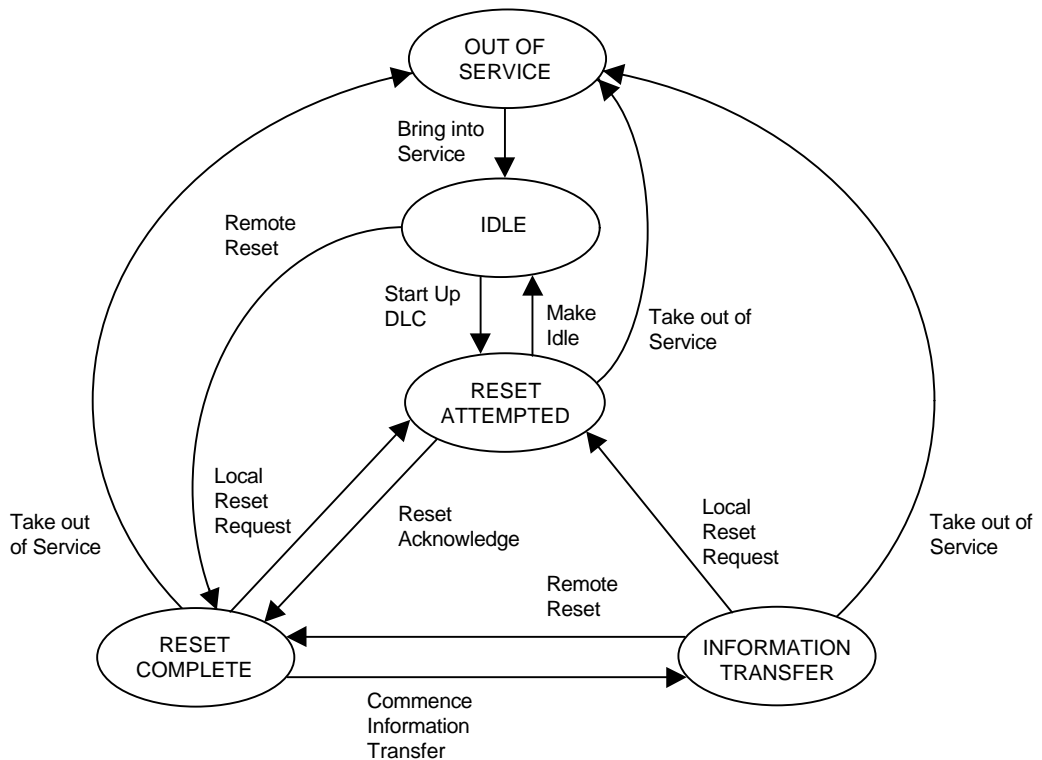 OUT OF
SERVICE
Bring into
Service
Remote
Reset
IDLE
Start Up
DLC
Make
Idle
Take out of
Service
RESET
ATTEMPTED
Local
Reset
Request
Reset
Acknowledge
Local
Reset
Request
Take out
of Service
Take out of
Service
Remote
Reset
RESET
COMPLETE
INFORMATION
TRANSFER
Commence
Information
Transfer